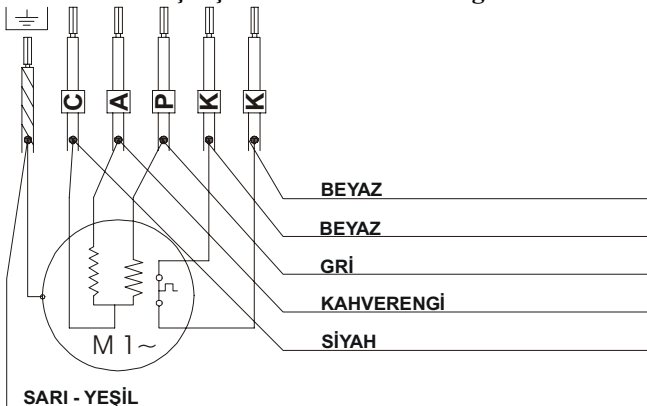 C A P K K
BEYAZ
BEYAZ
GRİ
KAHVERENGİ
SİYAH
M 1~
SARI - YEŞİL